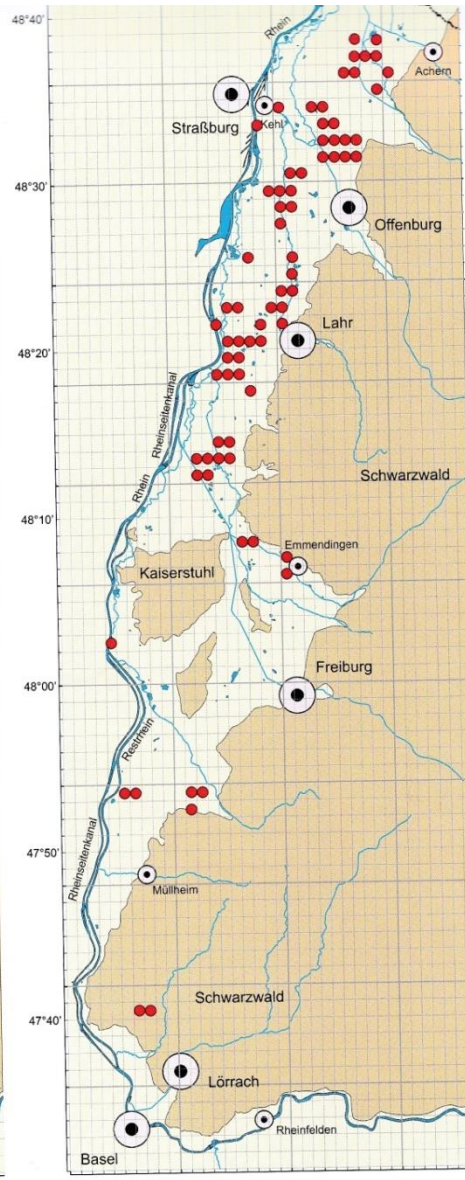 48°40'
Rhein
Achern
Straßburg
Kehl
48°30'
Offenburg
Lahr
48°20'
Rheinseitenkanal
Schwarzwald
Rhein
48°10'
Emmendingen
Kaiserstuhl
Freiburg
48°00'
Restrhein
47°50'
Rheinseitenkanal
Müllheim
Schwarzwald
47°40'
Lörrach
Rheinfelden
Basel